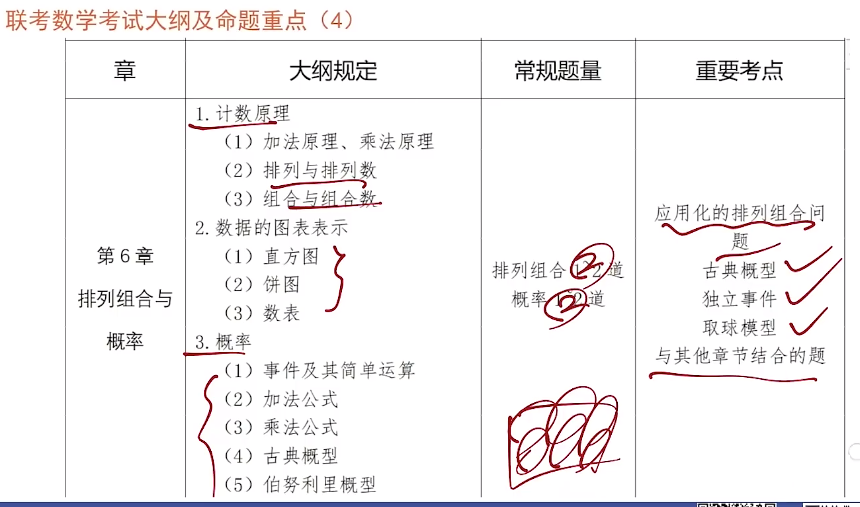 联考数学考试大纲及命题重点（4）
章 大纲规定 常规题量 重要考点
第6章
排列组合与
概率
1.计数原理
（1）加法原理、乘法原理
（2）排列与排列数
（3）组合与组合数
2.数据的图表表示
（1）直方图
（2）饼图
（3）数表
3.概率
（1）事件及其简单运算
（2）加法公式
（3）乘法公式
（4）古典概型
（5）伯努利里概型
排列组合1~2道
概率1~2道
应用化的排列组合问
题
古典概型
独立事件
取球模型
与其他章节结合的题